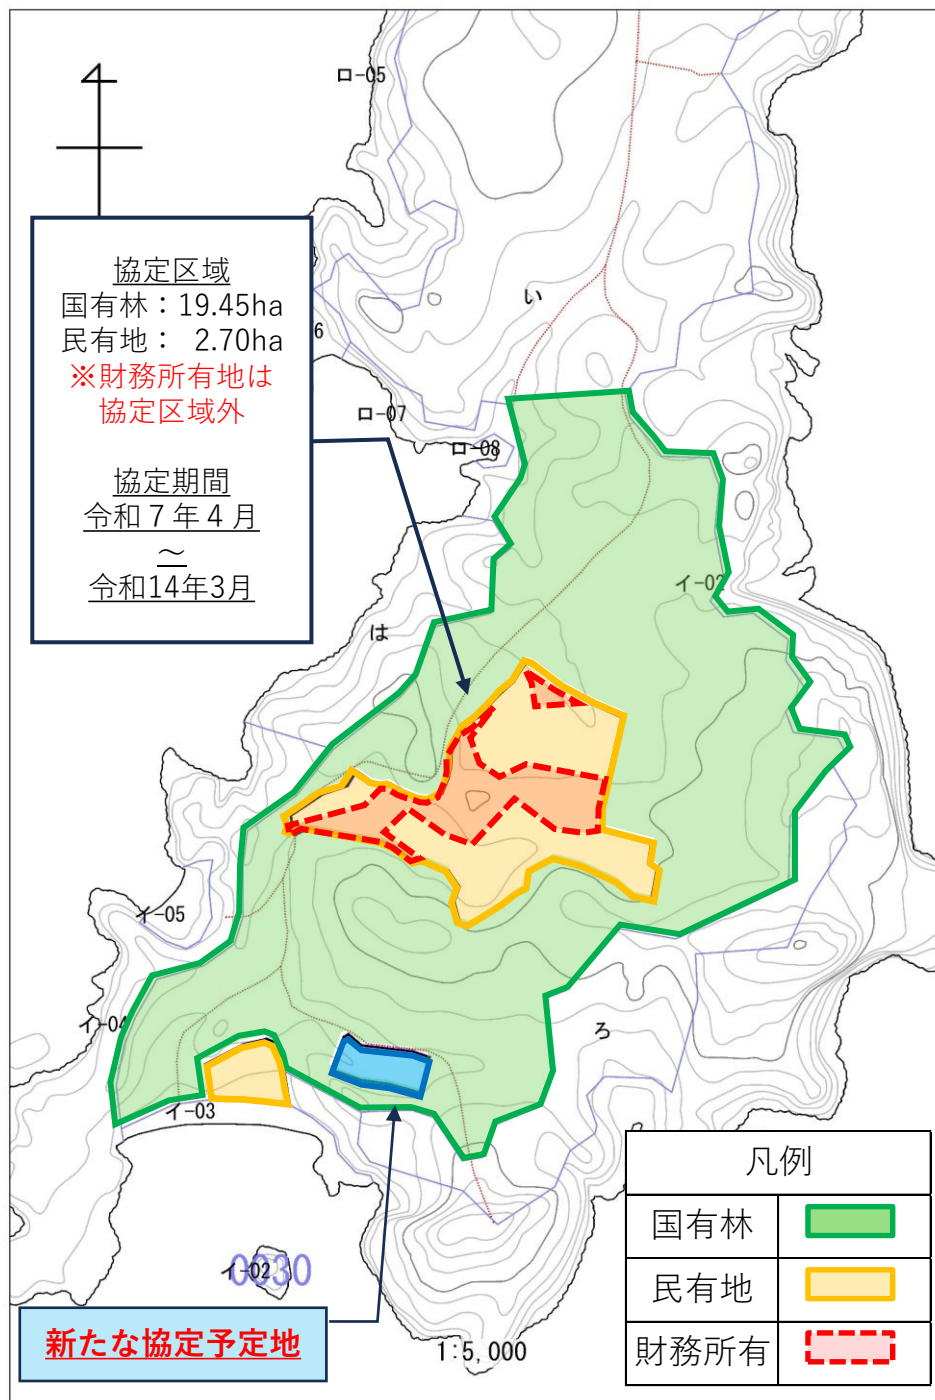 ロ-05
協定区域
国有林：19.45ha
民有地： 2.70ha
※財務所有地は
協定区域外
協定期間
令和７年４月
～
令和14年3月
い
6
ロ-07
ロ-08
イ-02
は
イ-05
イ-04
ろ
イ-03
イ-02
0030
新たな協定予定地
1:5,000
凡例
国有林
民有地
財務所有